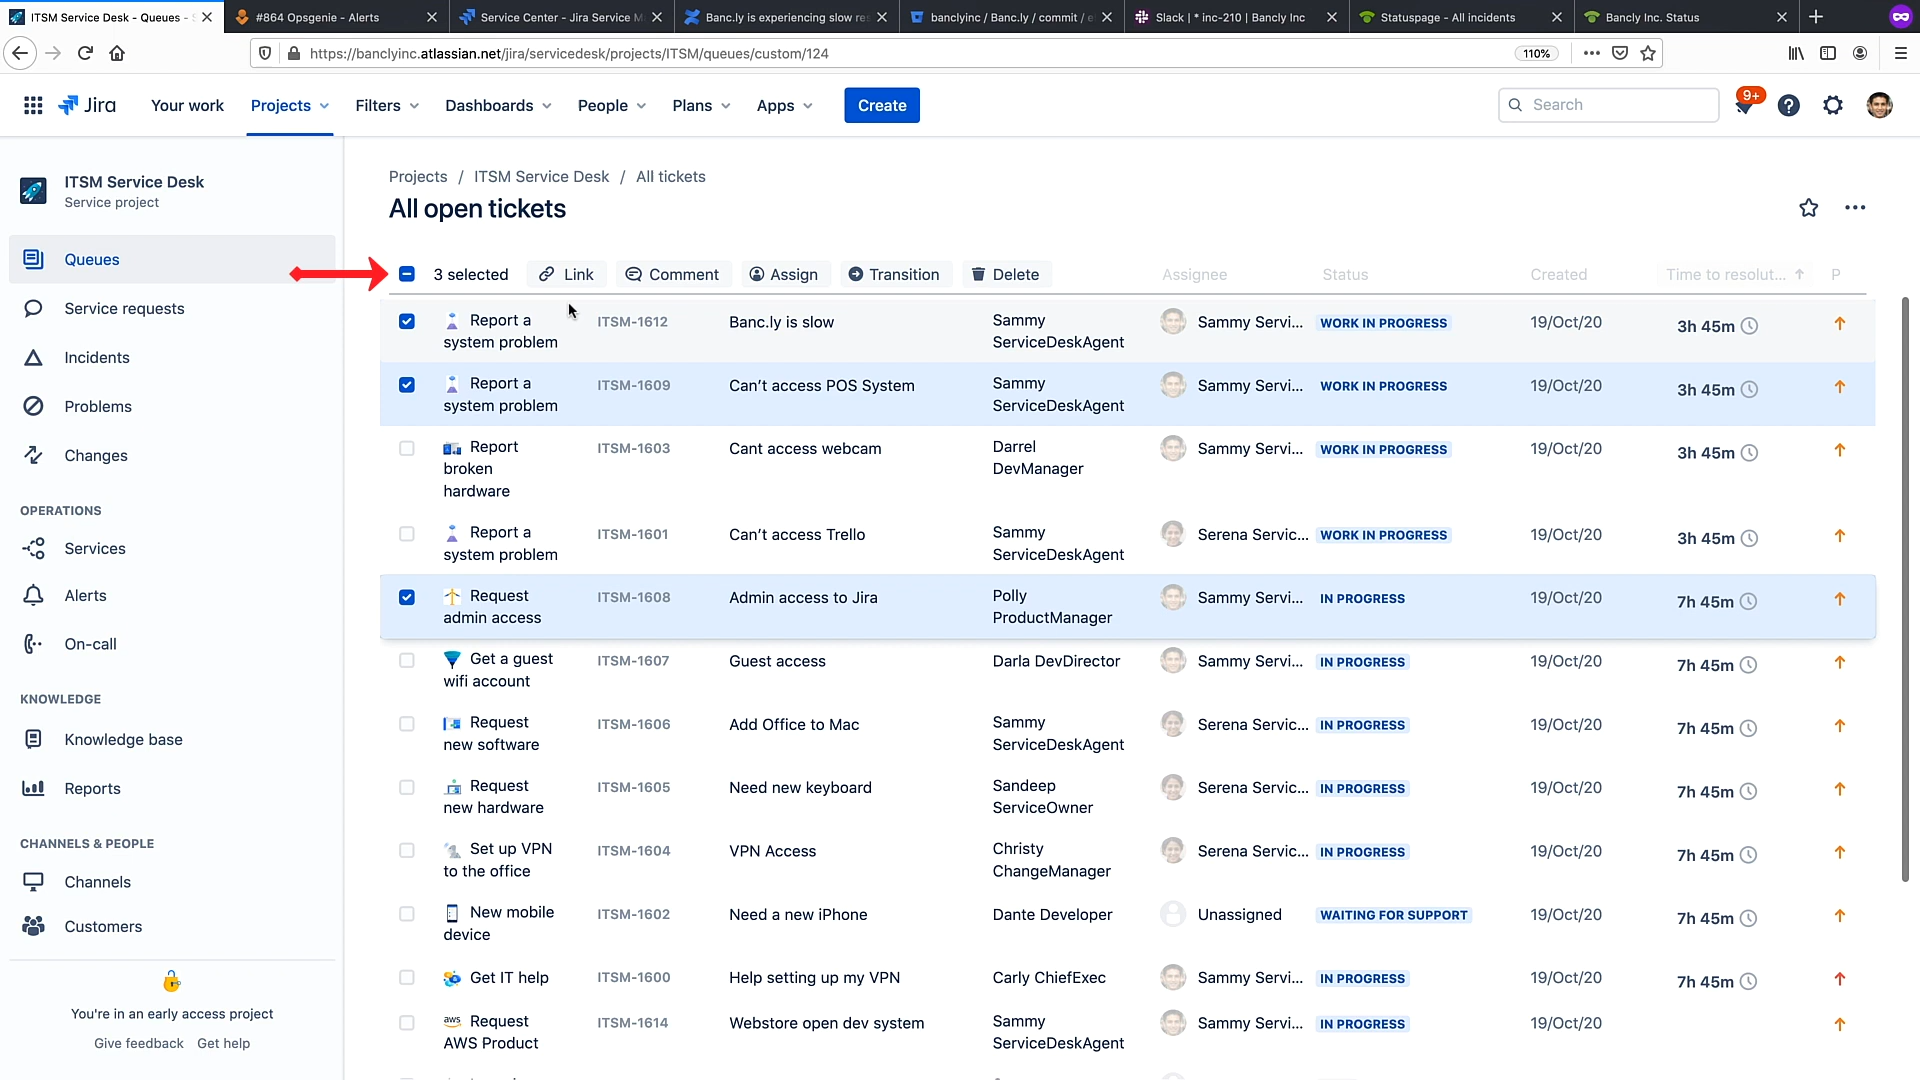 ITSM Service Desk - Queues - S
#864 Opsgenie - Alerts
Service Center - Jira Service M
Banc.ly is experiencing slow res
banclyinc / Banc.ly / commit / e
Slack | * inc-210 | Bancly Inc
Statuspage - All incidents
Bancly Inc. Status
https://banclyinc.atlassian.net/jira/servicedesk/projects/ITSM/queues/custom/124
110%
Jira
Your work
Projects
Filters
Dashboards
People
Plans
Apps
Create
Search
9+
ITSM Service Desk
Service project
Queues
Service requests
Incidents
Problems
Changes
OPERATIONS
Services
Alerts
On-call
KNOWLEDGE
Knowledge base
Reports
CHANNELS & PEOPLE
Channels
Customers
You're in an early access project
Give feedback Get help
Projects / ITSM Service Desk / All tickets
All open tickets
3 selected Link Comment Assign Transition Delete Assignee Status Created Time to resolut... P
Report a system problem ITSM-1612 Banc.ly is slow Sammy ServiceDeskAgent Sammy Servi... WORK IN PROGRESS 19/Oct/20 3h 45m
Report a system problem ITSM-1609 Can't access POS System Sammy ServiceDeskAgent Sammy Servi... WORK IN PROGRESS 19/Oct/20 3h 45m
Report broken hardware ITSM-1603 Cant access webcam Darrel DevManager Sammy Servi... WORK IN PROGRESS 19/Oct/20 3h 45m
Report a system problem ITSM-1601 Can't access Trello Sammy ServiceDeskAgent Serena Servic... WORK IN PROGRESS 19/Oct/20 3h 45m
Request admin access ITSM-1608 Admin access to Jira Polly ProductManager Sammy Servi... IN PROGRESS 19/Oct/20 7h 45m
Get a guest wifi account ITSM-1607 Guest access Darla DevDirector Sammy Servi... IN PROGRESS 19/Oct/20 7h 45m
Request new software ITSM-1606 Add Office to Mac Sammy ServiceDeskAgent Serena Servic... IN PROGRESS 19/Oct/20 7h 45m
Request new hardware ITSM-1605 Need new keyboard Sandeep ServiceOwner Serena Servic... IN PROGRESS 19/Oct/20 7h 45m
Set up VPN to the office ITSM-1604 VPN Access Christy ChangeManager Serena Servic... IN PROGRESS 19/Oct/20 7h 45m
New mobile device ITSM-1602 Need a new iPhone Dante Developer Unassigned WAITING FOR SUPPORT 19/Oct/20 7h 45m
Get IT help ITSM-1600 Help setting up my VPN Carly ChiefExec Sammy Servi... IN PROGRESS 19/Oct/20 7h 45m
aws Request AWS Product ITSM-1614 Webstore open dev system Sammy ServiceDeskAgent Sammy Servi... IN PROGRESS 19/Oct/20